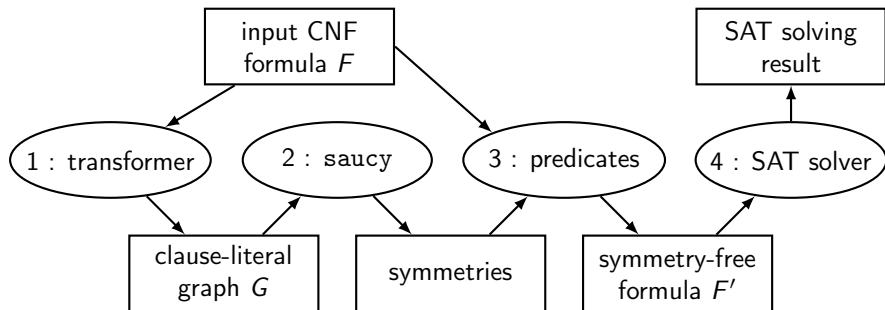 input CNF
formula F
SAT solving
result
1 : transformer
2 : saucy
3 : predicates
4 : SAT solver
clause-literal
graph G
symmetries
symmetry-free
formula F′